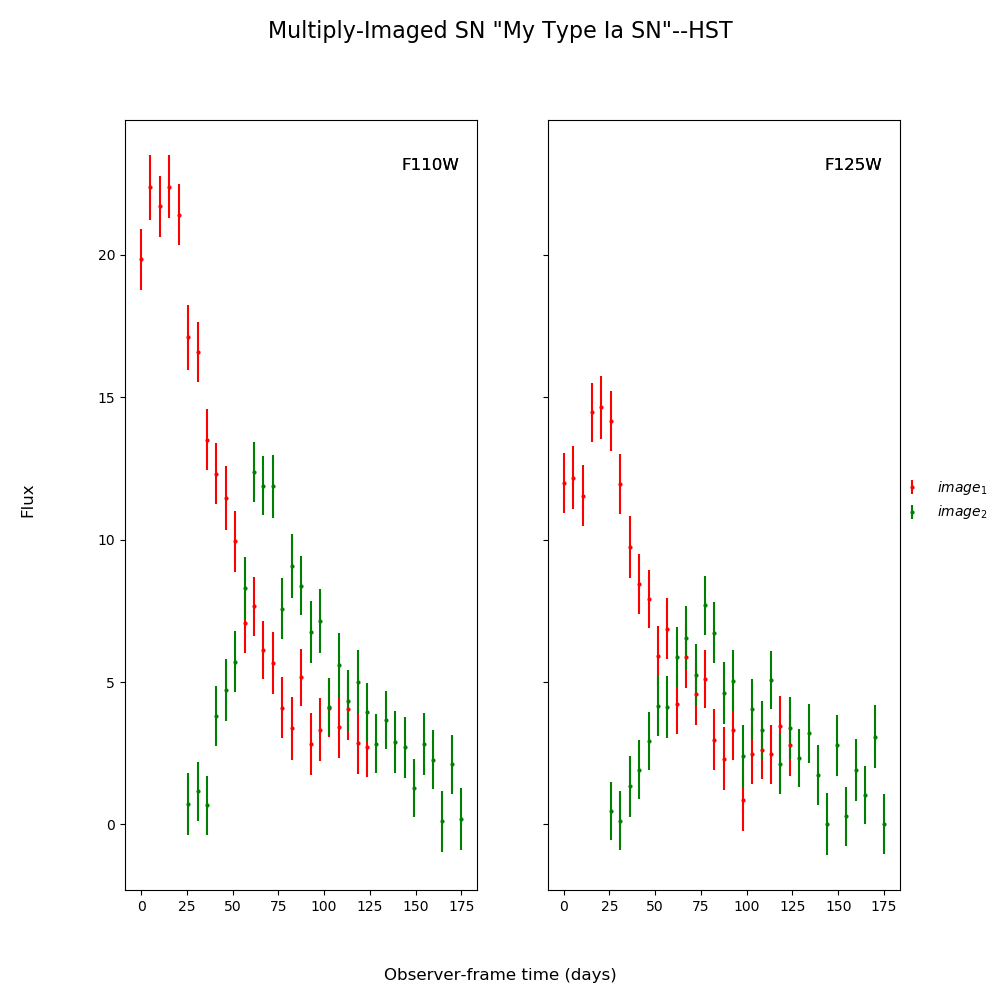 Multiply-Imaged SN "My Type Ia SN"--HST
F110W
F125W
Flux
20
15
10
5
0
0 25 50 75 100 125 150 175
0 25 50 75 100 125 150 175
image₁
image₂
Observer-frame time (days)